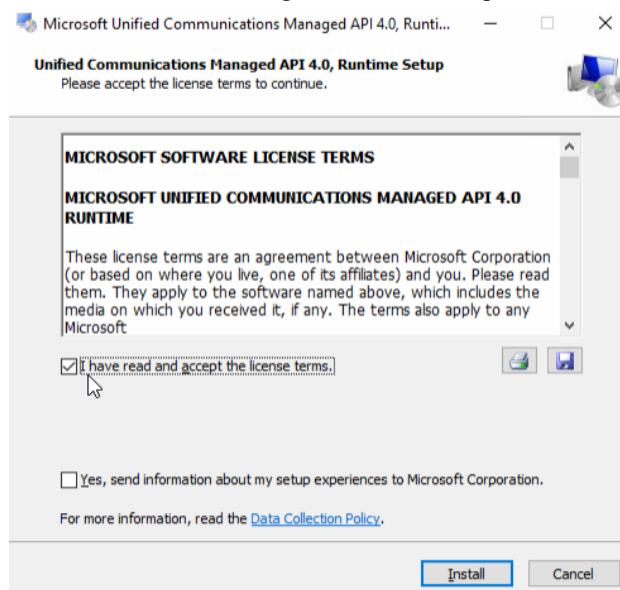 Microsoft Unified Communications Managed API 4.0, Runti...
Unified Communications Managed API 4.0, Runtime Setup
Please accept the license terms to continue.
MICROSOFT SOFTWARE LICENSE TERMS
MICROSOFT UNIFIED COMMUNICATIONS MANAGED API 4.0
RUNTIME
These license terms are an agreement between Microsoft Corporation
(or based on where you live, one of its affiliates) and you. Please read
them. They apply to the software named above, which includes the
media on which you received it, if any. The terms also apply to any
Microsoft
I have read and accept the license terms.
Yes, send information about my setup experiences to Microsoft Corporation.
For more information, read the Data Collection Policy.
Install
Cancel